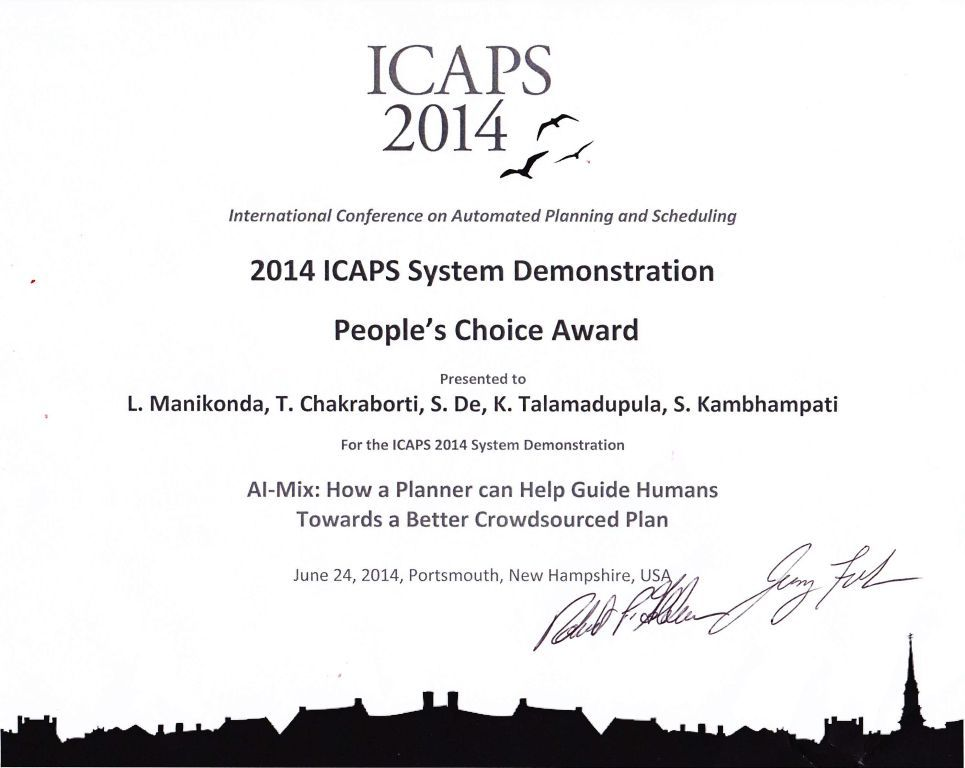 ICAPS
2014
International Conference on Automated Planning and Scheduling
2014 ICAPS System Demonstration
People's Choice Award
Presented to
L. Manikonda, T. Chakraborti, S. De, K. Talamadupula, S. Kambhampati
For the ICAPS 2014 System Demonstration
AI-Mix: How a Planner can Help Guide Humans
Towards a Better Crowdsourced Plan
June 24, 2014, Portsmouth, New Hampshire, USA